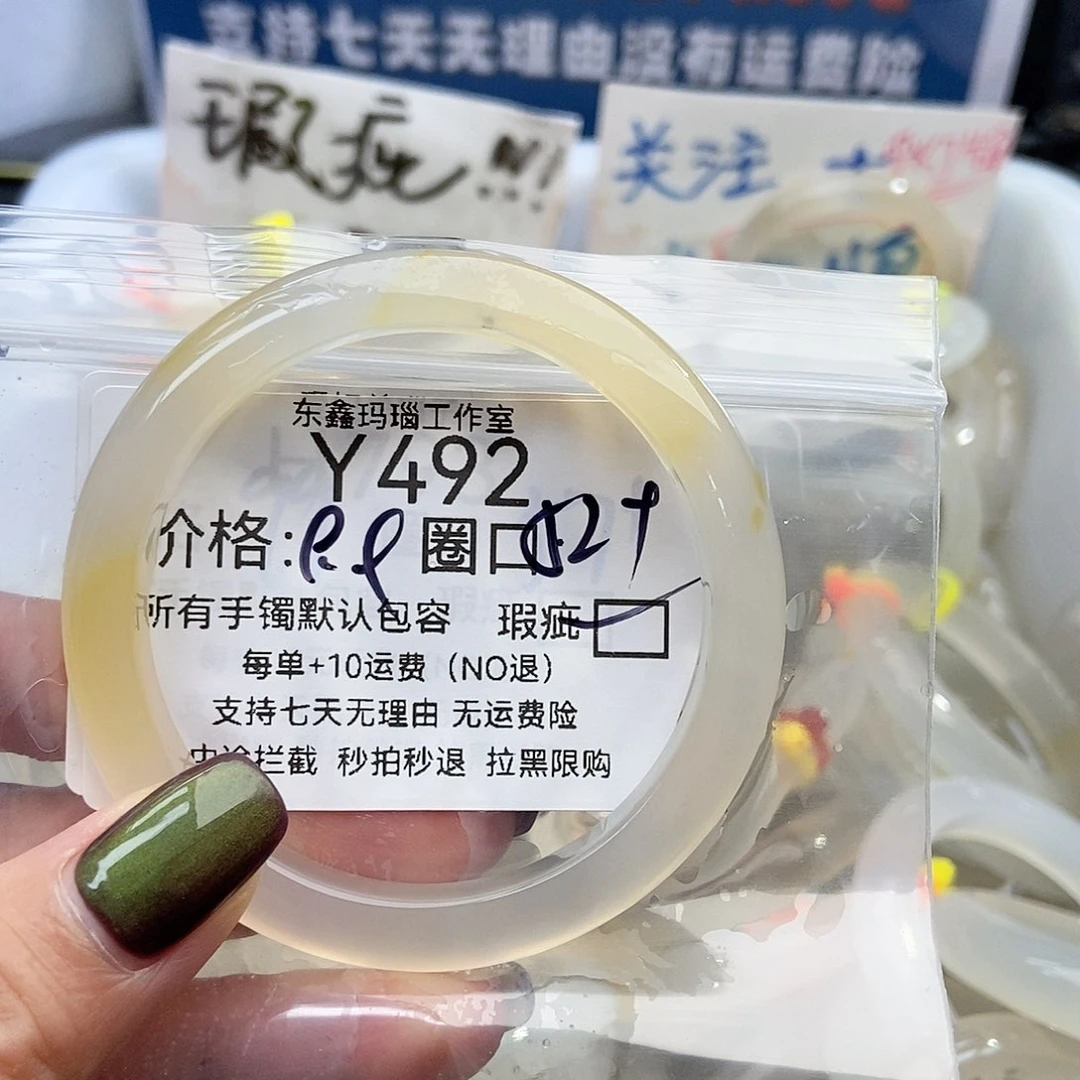 支持七天无理由没有运费险
瑕疵!!!
关注
东鑫玛瑙工作室
Y492
价格: 圈口
所有手镯默认包容 瑕疵
每单+10运费（NO退）
支持七天无理由 无运费险
中途拦截 秒拍秒退 拉黑限购